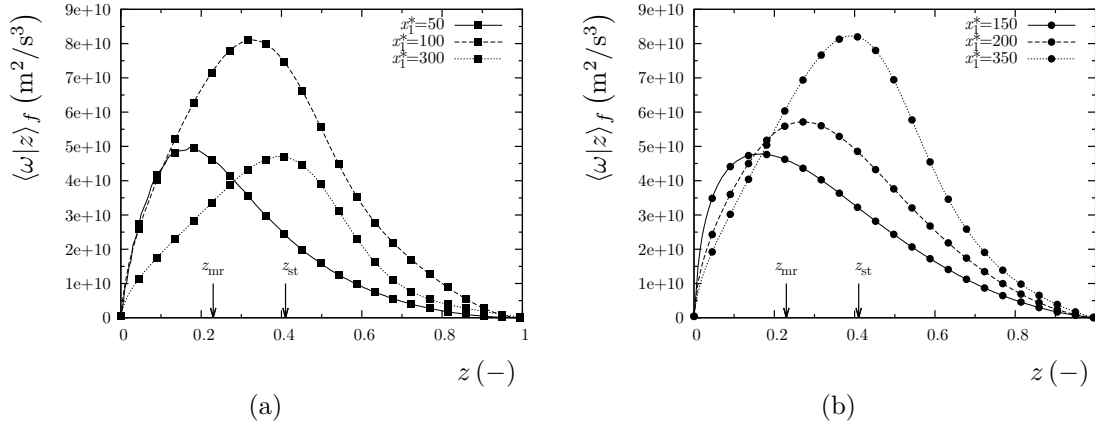 ⟨ω|z⟩_f (m²/s³)
9e+10
8e+10
7e+10
6e+10
5e+10
4e+10
3e+10
2e+10
1e+10
0
x₁*=50
x₁*=100
x₁*=300
z_mr
z_st
0 0.2 0.4 0.6 0.8 1
z (−)
(a)
⟨ω|z⟩_f (m²/s³)
9e+10
8e+10
7e+10
6e+10
5e+10
4e+10
3e+10
2e+10
1e+10
0
x₁*=150
x₁*=200
x₁*=350
z_mr
z_st
0 0.2 0.4 0.6 0.8
z (−)
(b)